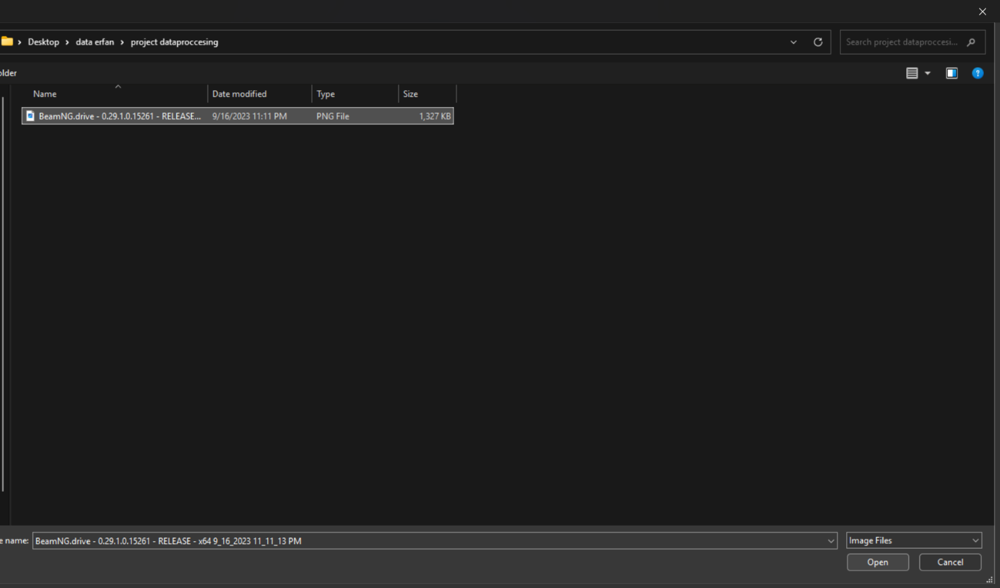 Desktop > data erfan > project dataproccesing
Search project dataproccesi...
older
Name Date modified Type Size
BeamNG.drive - 0.29.1.0.15261 - RELEASE... 9/16/2023 11:11 PM PNG File 1,327 KB
e name: BeamNG.drive - 0.29.1.0.15261 - RELEASE - x64 9_16_2023 11_11_13 PM Image Files
Open Cancel